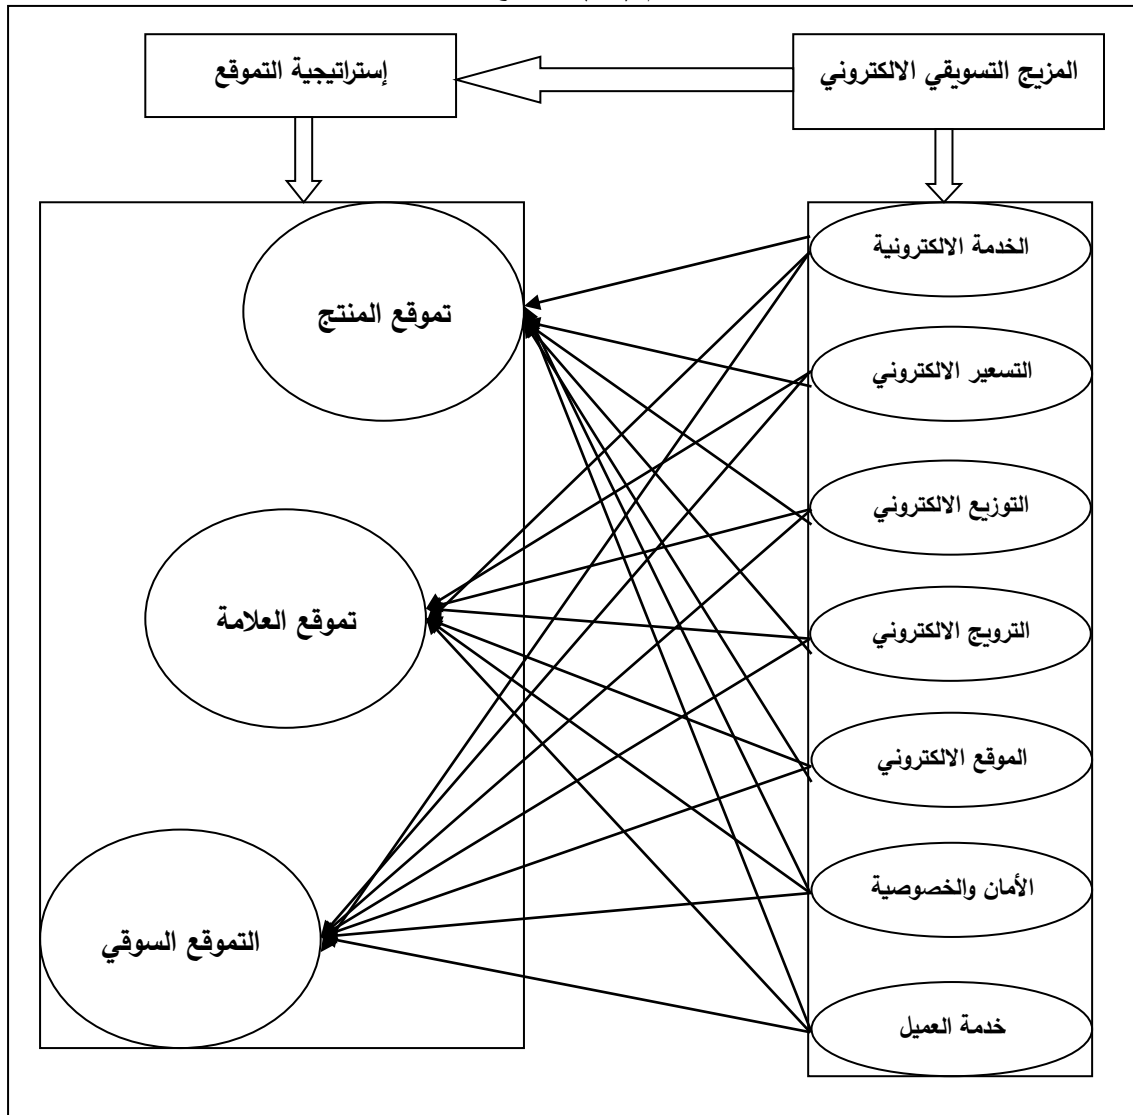 المزيج التسويقي الالكتروني
إستراتيجية التموقع
الخدمة الالكترونية
التسعير الالكتروني
التوزيع الالكتروني
الترويج الالكتروني
الموقع الالكتروني
الأمان والخصوصية
خدمة العميل
تموقع المنتج
تموقع العلامة
التموقع السوقي